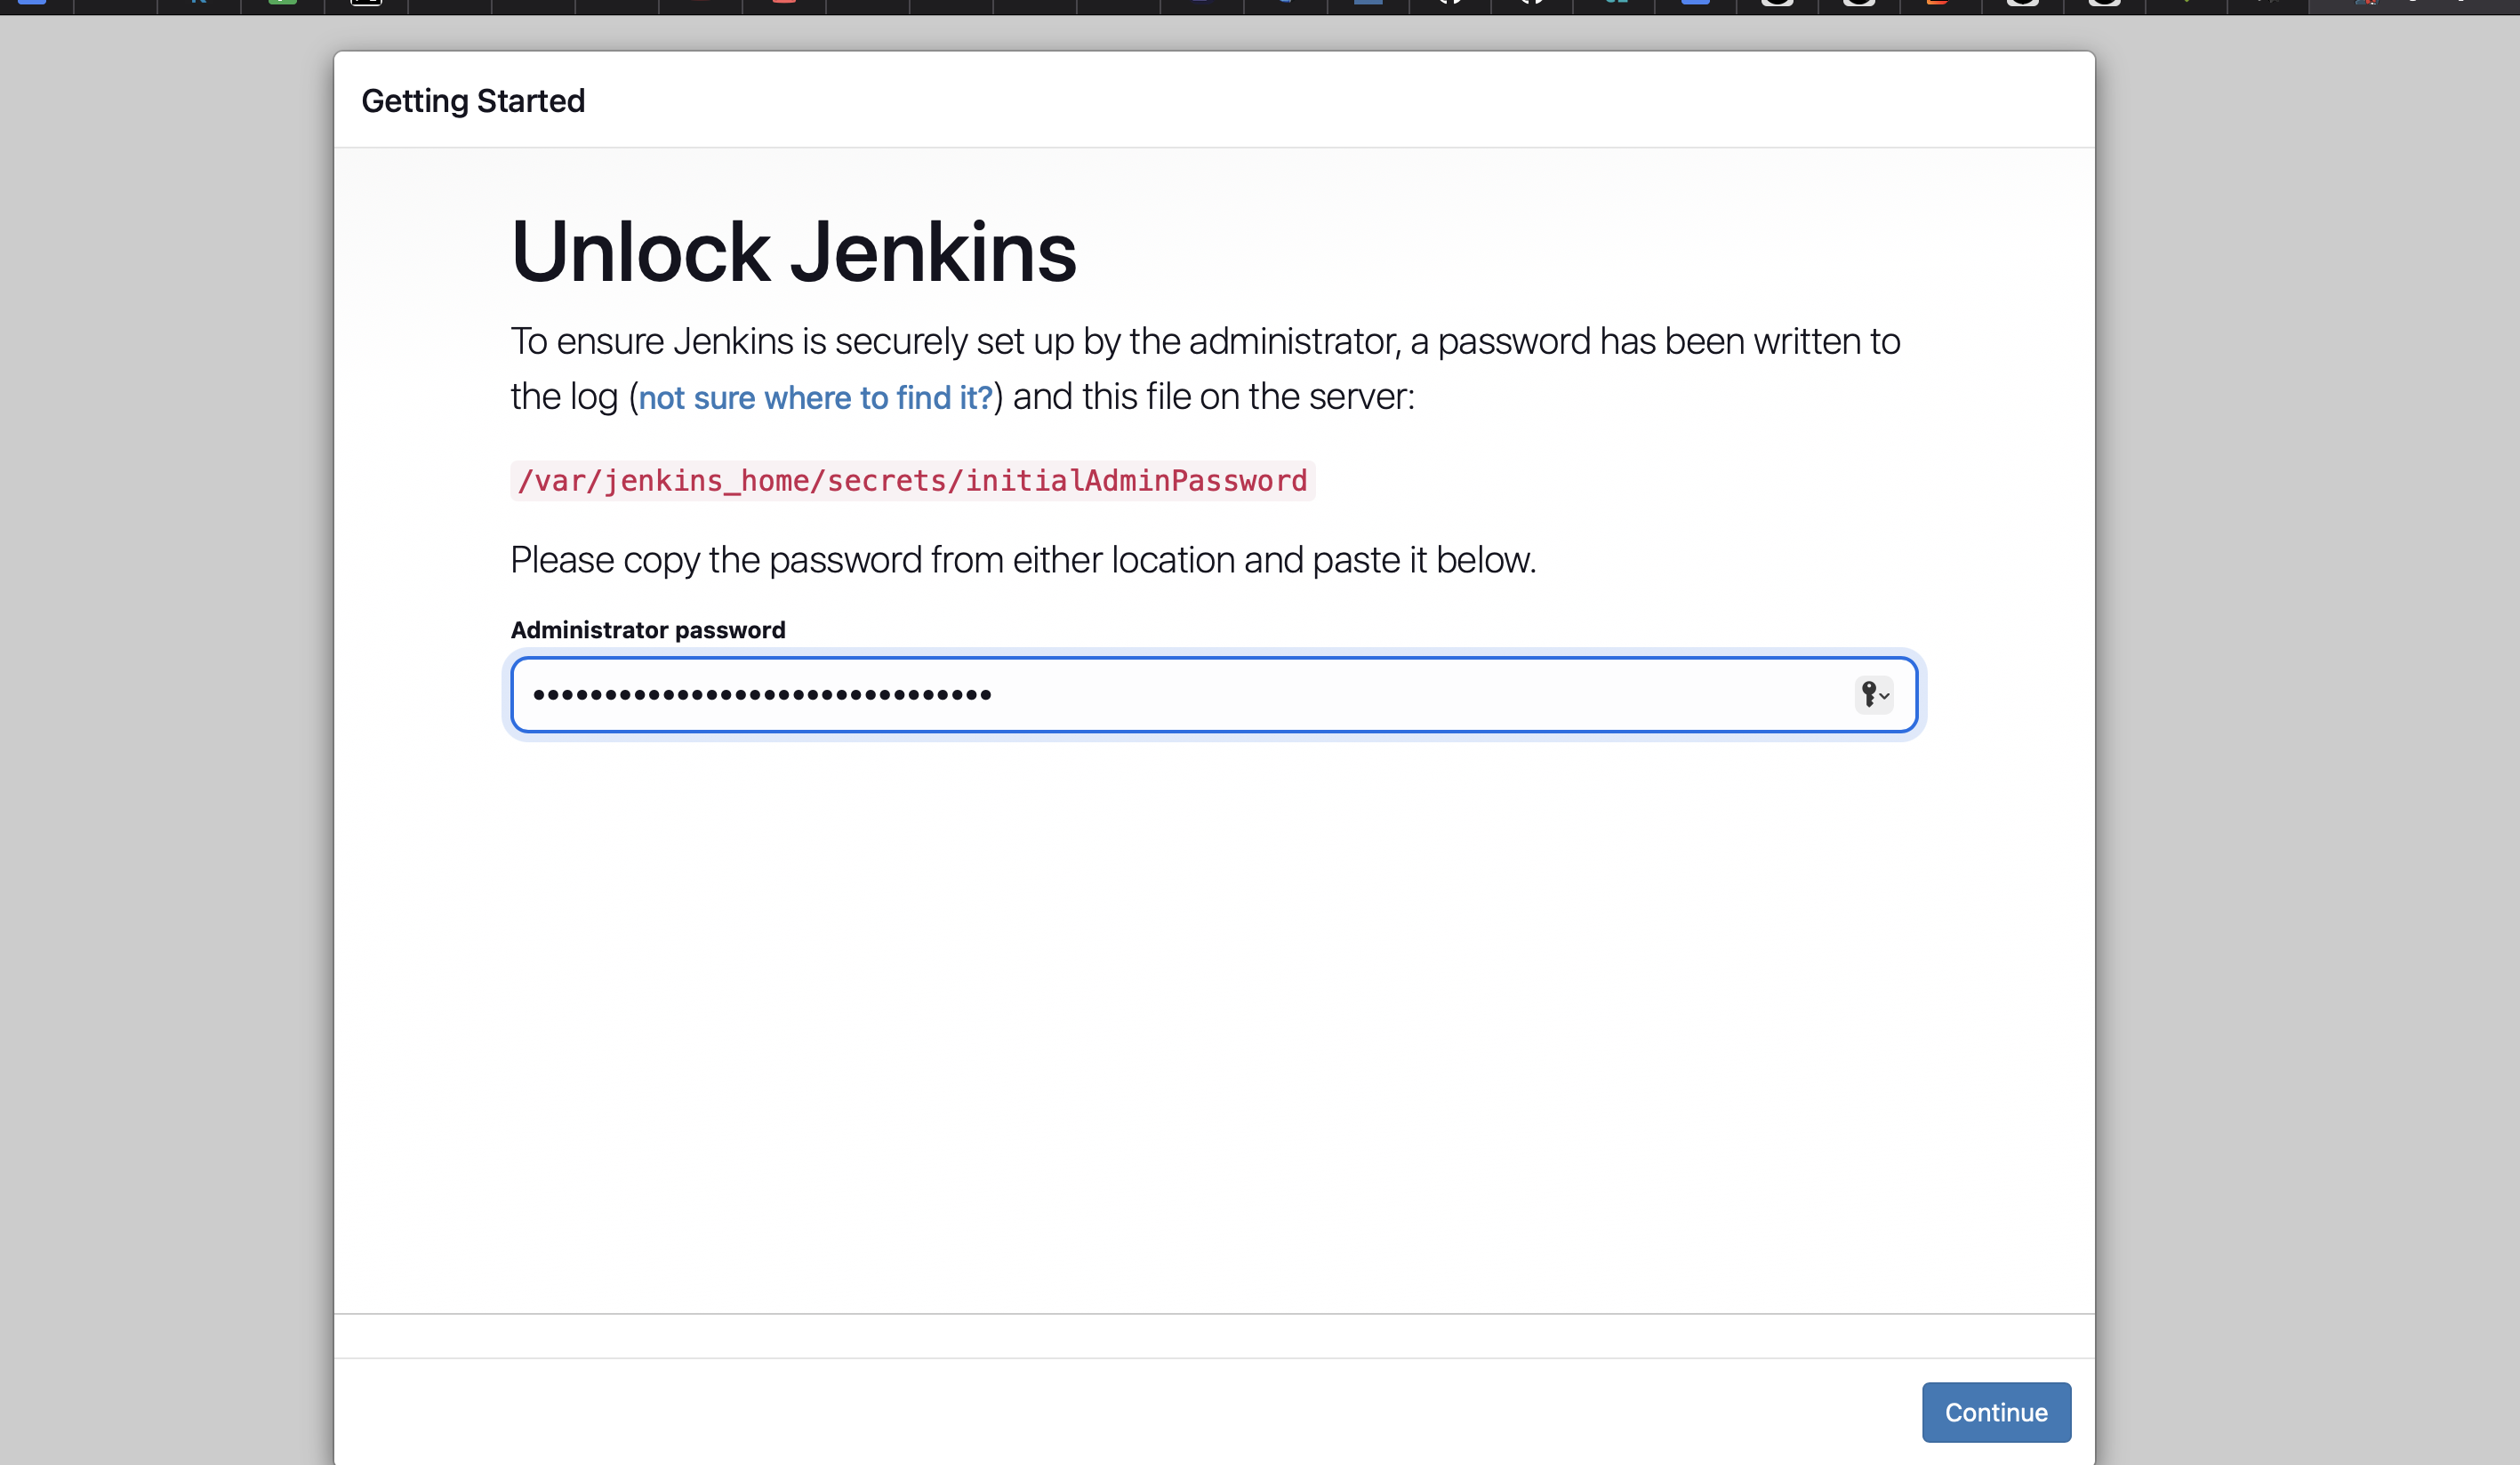 Getting Started
Unlock Jenkins
To ensure Jenkins is securely set up by the administrator, a password has been written to
the log (not sure where to find it?) and this file on the server:
/var/jenkins_home/secrets/initialAdminPassword
Please copy the password from either location and paste it below.
Administrator password
••••••••••••••••••••••••••••••••
Continue